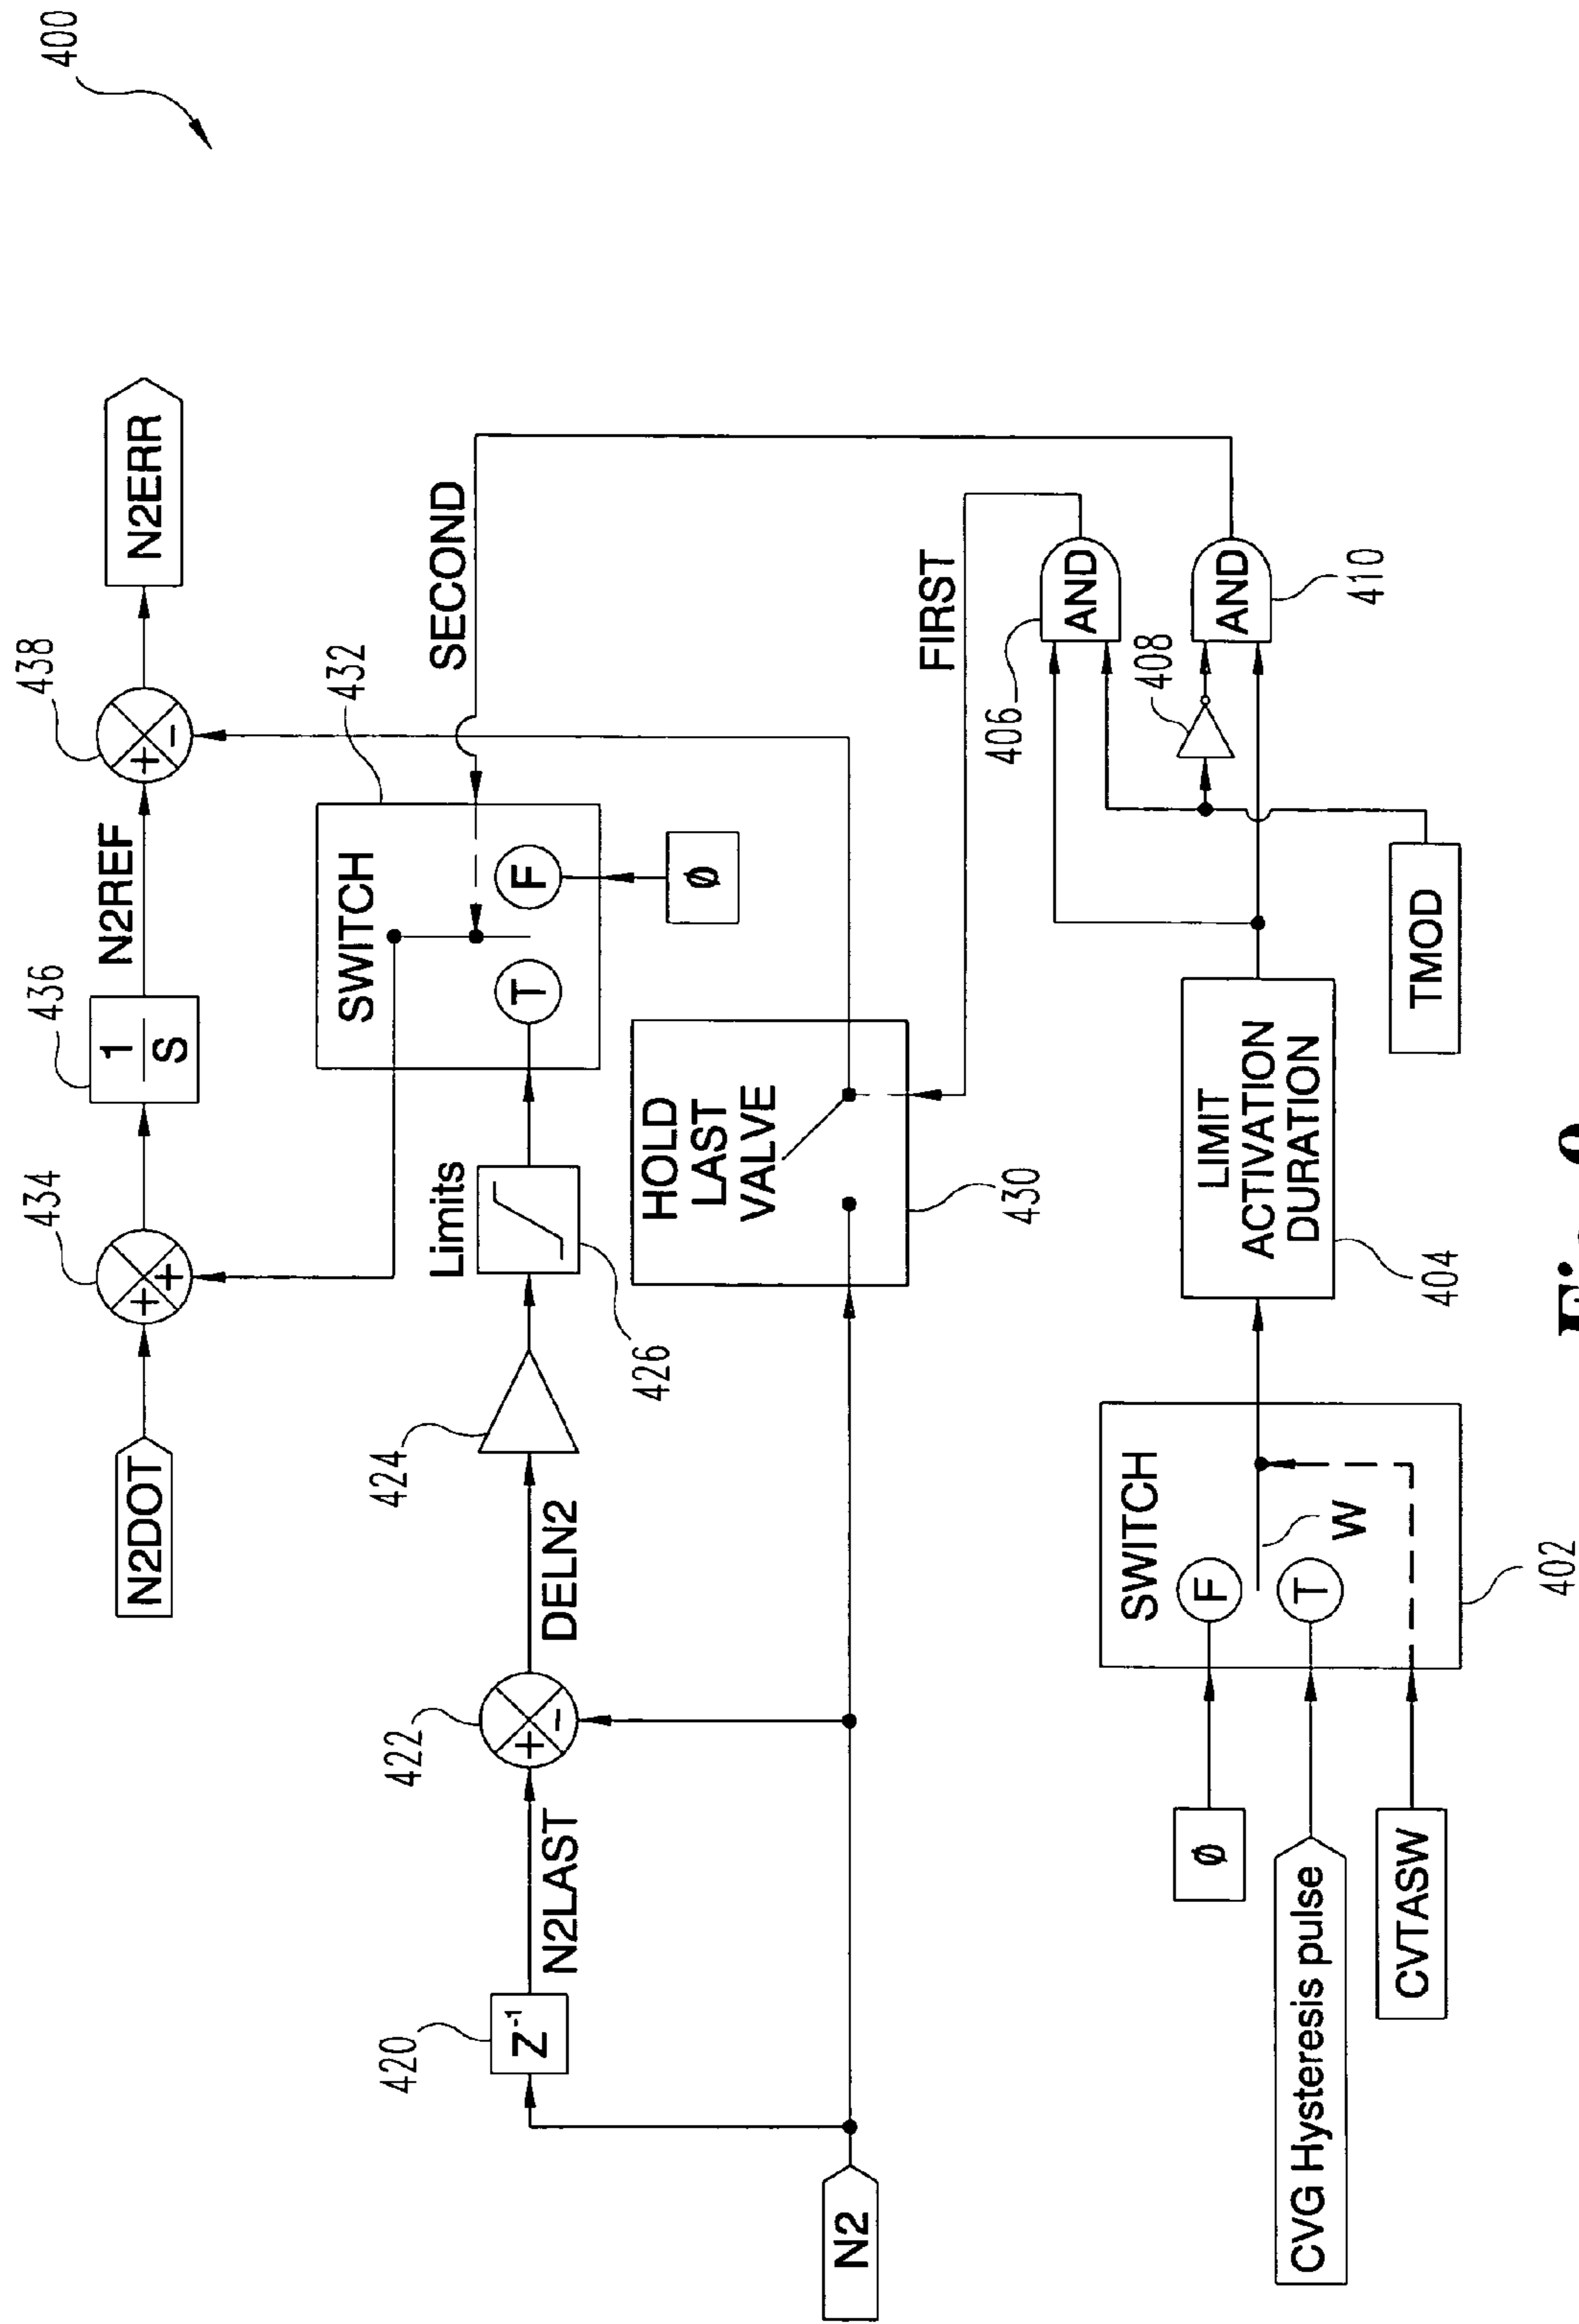 400
N2DOT
434
+
+
436
1
S
N2REF
438
+
-
N2ERR
420
Z-1
N2LAST
422
+
-
DELN2
424
Limits
426
SWITCH
432
T
F
ø
SECOND
N2
HOLD
LAST
VALVE
430
FIRST
406
AND
408
AND
410
ø
CVG Hysteresis pulse
CVTASW
SWITCH
F
T
W
402
LIMIT
ACTIVATION
DURATION
404
TMOD